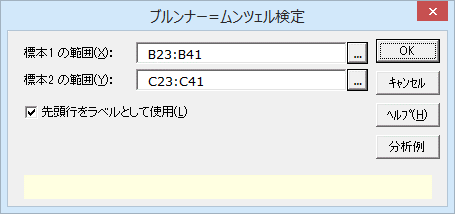 ブルンナー=ムンツェル検定
標本1の範囲(X): B23:B41 ... OK
標本2の範囲(Y): C23:C41 ... キャンセル
先頭行をラベルとして使用(L) ヘルプ(H)
分析例